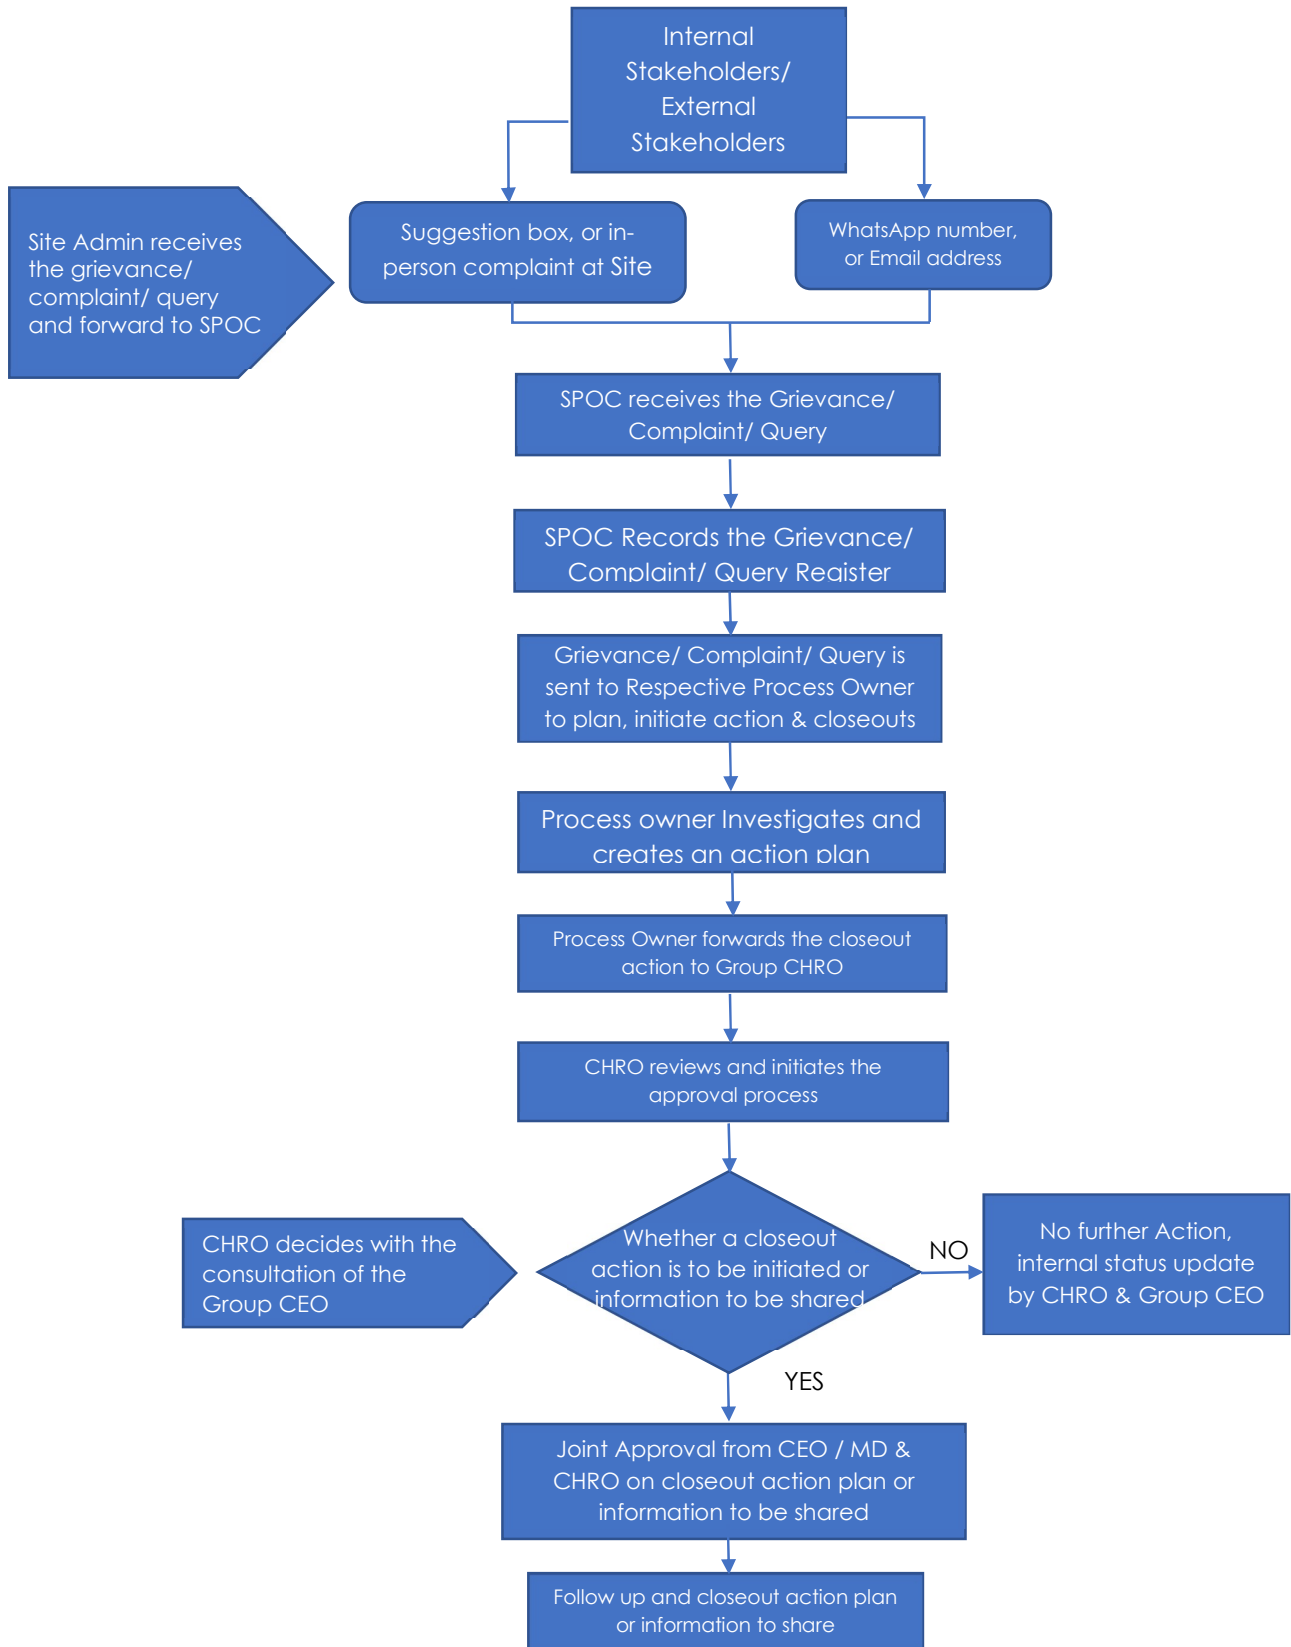 Internal
Stakeholders/
External
Stakeholders
Site Admin receives
the grievance/
complaint/ query
and forward to SPOC
Suggestion box, or in-
person complaint at Site
WhatsApp number,
or Email address
SPOC receives the Grievance/
Complaint/ Query
SPOC Records the Grievance/
Complaint/ Query Register
Grievance/ Complaint/ Query is
sent to Respective Process Owner
to plan, initiate action & closeouts
Process owner Investigates and
creates an action plan
Process Owner forwards the closeout
action to Group CHRO
CHRO reviews and initiates the
approval process
CHRO decides with the
consultation of the
Group CEO
Whether a closeout
action is to be initiated or
information to be shared
NO
No further Action,
internal status update
by CHRO & Group CEO
YES
Joint Approval from CEO / MD &
CHRO on closeout action plan or
information to be shared
Follow up and closeout action plan
or information to share